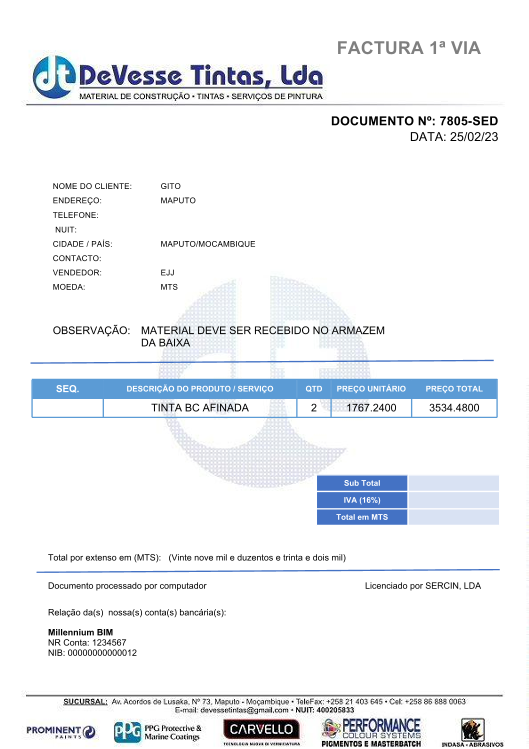 FACTURA 1ª VIA
dt DeVesse Tintas, Lda
MATERIAL DE CONSTRUÇÃO • TINTAS • SERVIÇOS DE PINTURA
DOCUMENTO Nº: 7805-SED
DATA: 25/02/23
NOME DO CLIENTE: GITO
ENDEREÇO: MAPUTO
TELEFONE:
NUIT:
CIDADE / PAÍS: MAPUTO/MOCAMBIQUE
CONTACTO:
VENDEDOR: EJJ
MOEDA: MTS
OBSERVAÇÃO: MATERIAL DEVE SER RECEBIDO NO ARMAZEM
DA BAIXA
SEQ. DESCRIÇÃO DO PRODUTO / SERVIÇO QTD PREÇO UNITÁRIO PREÇO TOTAL
TINTA BC AFINADA 2 1767.2400 3534.4800
Sub Total
IVA (16%)
Total em MTS
Total por extenso em (MTS): (Vinte nove mil e duzentos e trinta e dois mil)
Documento processado por computador Licenciado por SERCIN, LDA
Relação da(s) nossa(s) conta(s) bancária(s):
Millennium BIM
NR Conta: 1234567
NIB: 00000000000012
SUCURSAL: Av. Acordos de Lusaka, Nº 73, Maputo - Moçambique • TeleFax: +258 21 403 645 • Cel: +258 86 888 0063
E-mail: devessetintas@gmail.com • NUIT: 400205833
PROMINENT PAINTS
PPG PPG Protective & Marine Coatings
CARVELLO
TECNOLOGIA NUOVA DI VERNICIATURA
PERFORMANCE
COLOUR SYSTEMS
PIGMENTOS E MASTERBATCH
INDASA - ABRASIVOS